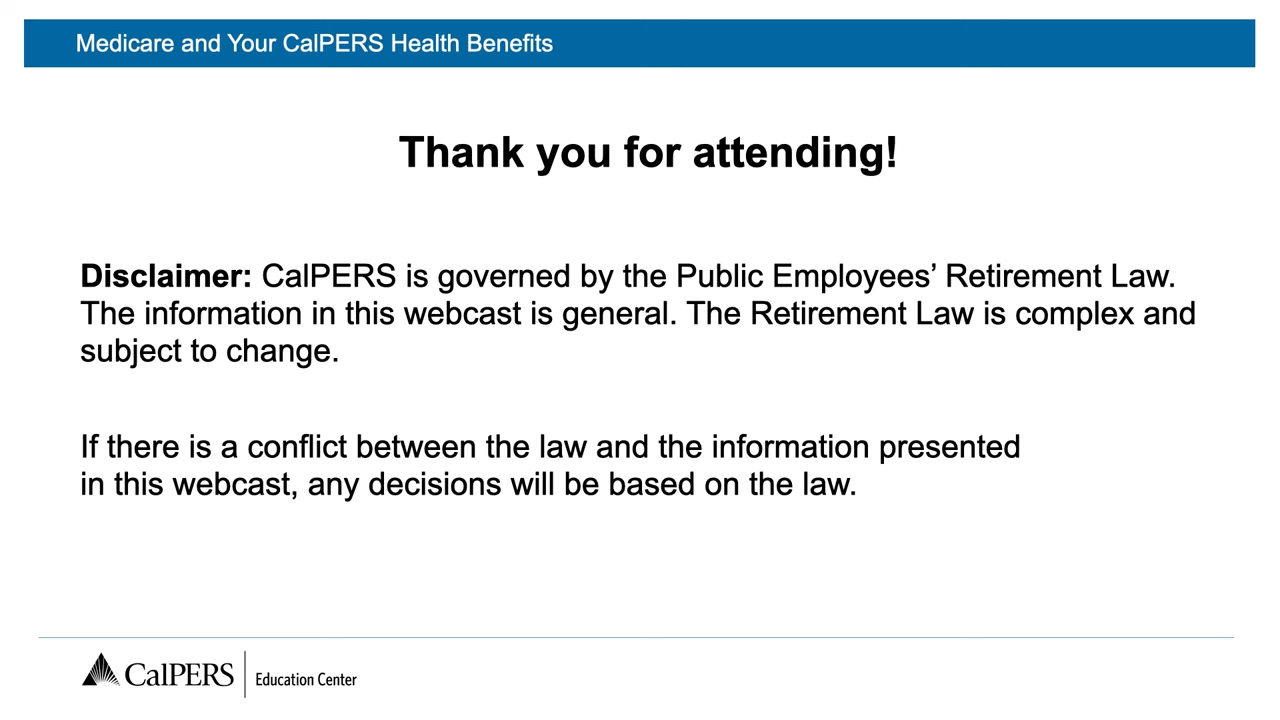 Medicare and Your CalPERS Health Benefits
Thank you for attending!
Disclaimer: CalPERS is governed by the Public Employees’ Retirement Law.
The information in this webcast is general. The Retirement Law is complex and
subject to change.
If there is a conflict between the law and the information presented
in this webcast, any decisions will be based on the law.
CalPERS Education Center